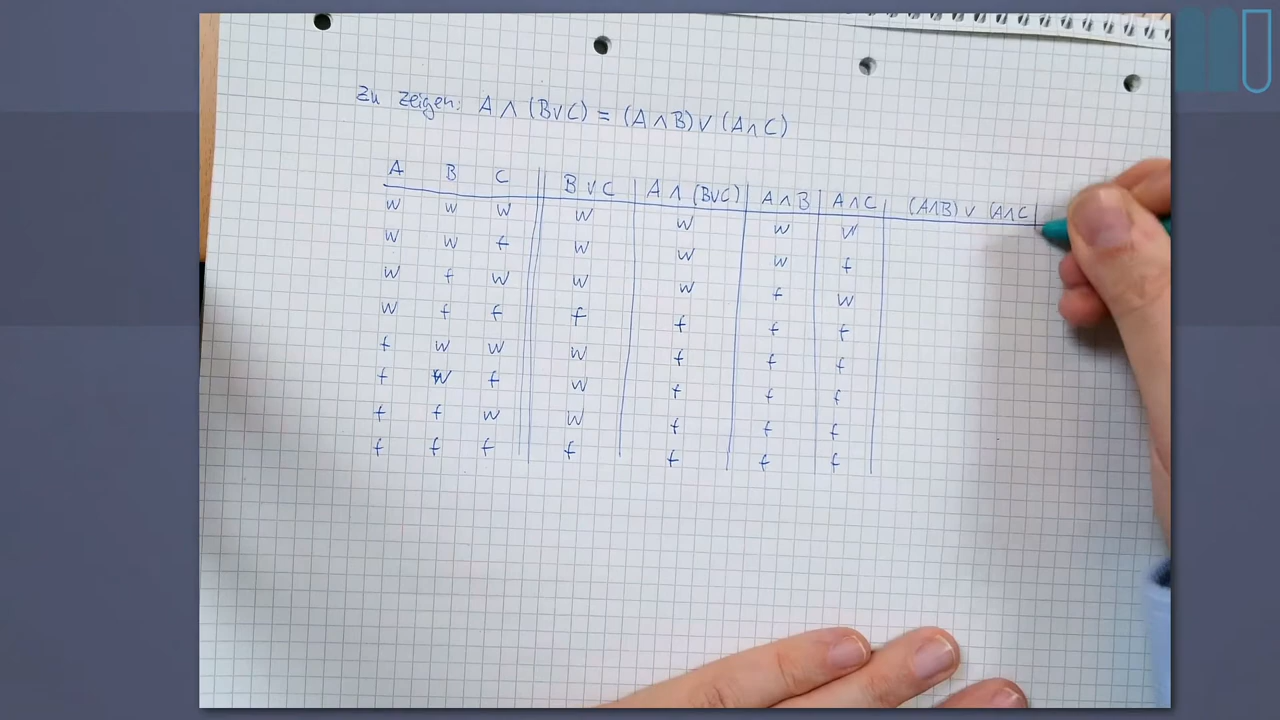 Zu zeigen: A ∧ (B∨C) = (A∧B) ∨ (A∧C)
A B C B ∨ C A ∧ (B∨C) A ∧ B A ∧ C (A∧B) ∨ (A∧C
w w w w w w w
w w f w w w f
w f w w w f w
w f f f f f f
f w w w f f f
f w f w f f f
f f w w f f f
f f f f f f f